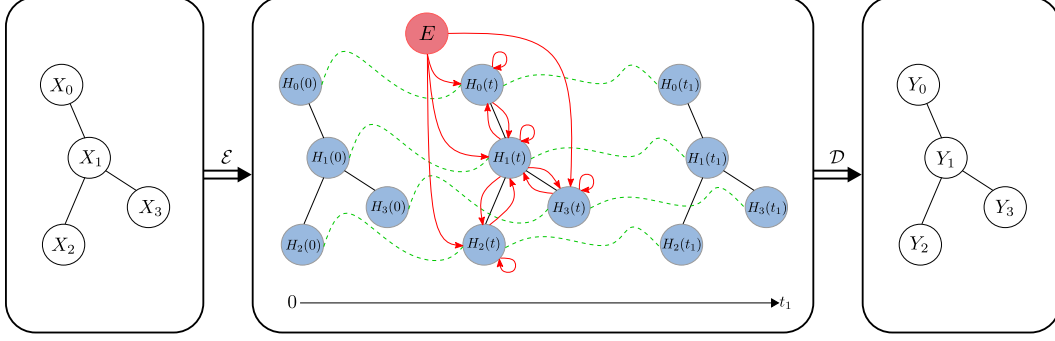 X₀
X₁
X₃
X₂
ℰ
E
H₀(0)
H₁(0)
H₃(0)
H₂(0)
H₀(t)
H₁(t)
H₃(t)
H₂(t)
H₀(t₁)
H₁(t₁)
H₃(t₁)
H₂(t₁)
0
t₁
𝒟
Y₀
Y₁
Y₃
Y₂